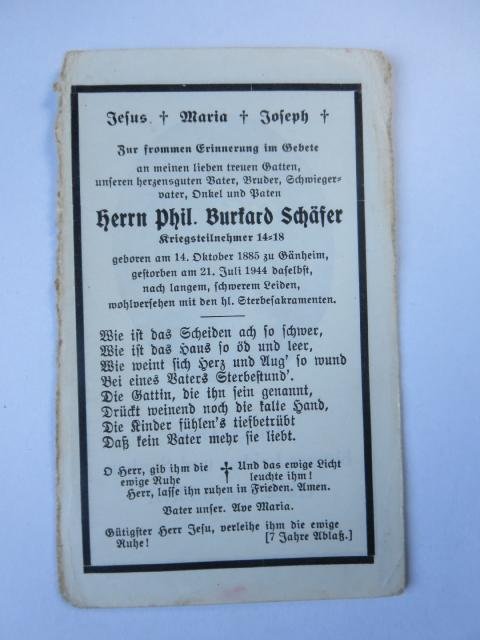 Jesus. † Maria † Joseph †
Zur frommen Erinnerung im Gebete
an meinen lieben treuen Gatten,
unseren herzensguten Vater, Bruder, Schwieger-
vater, Onkel und Paten
Herrn Phil. Burkard Schäfer
Kriegsteilnehmer 14-18
geboren am 14. Oktober 1885 zu Gänheim,
gestorben am 21. Juli 1944 daselbst,
nach langem, schwerem Leiden,
wohlversehen mit den hl. Sterbesakramenten.
Wie ist das Scheiden ach so schwer,
Wie ist das Haus so öd und leer,
Wie weint sich Herz und Aug' so wund
Bei eines Vaters Sterbestund'.
Die Gattin, die ihn sein genannt,
Drückt weinend noch die kalte Hand,
Die Kinder fühlen's tiefbetrübt
Daß kein Vater mehr sie liebt.
O Herr, gib ihm die † Und das ewige Licht
ewige Ruhe leuchte ihm!
Herr, lasse ihn ruhen in Frieden. Amen.
Vater unser. Ave Maria.
Gütigster Herr Jesu, verleihe ihm die ewige
Ruhe! [7 Jahre Ablaß.]